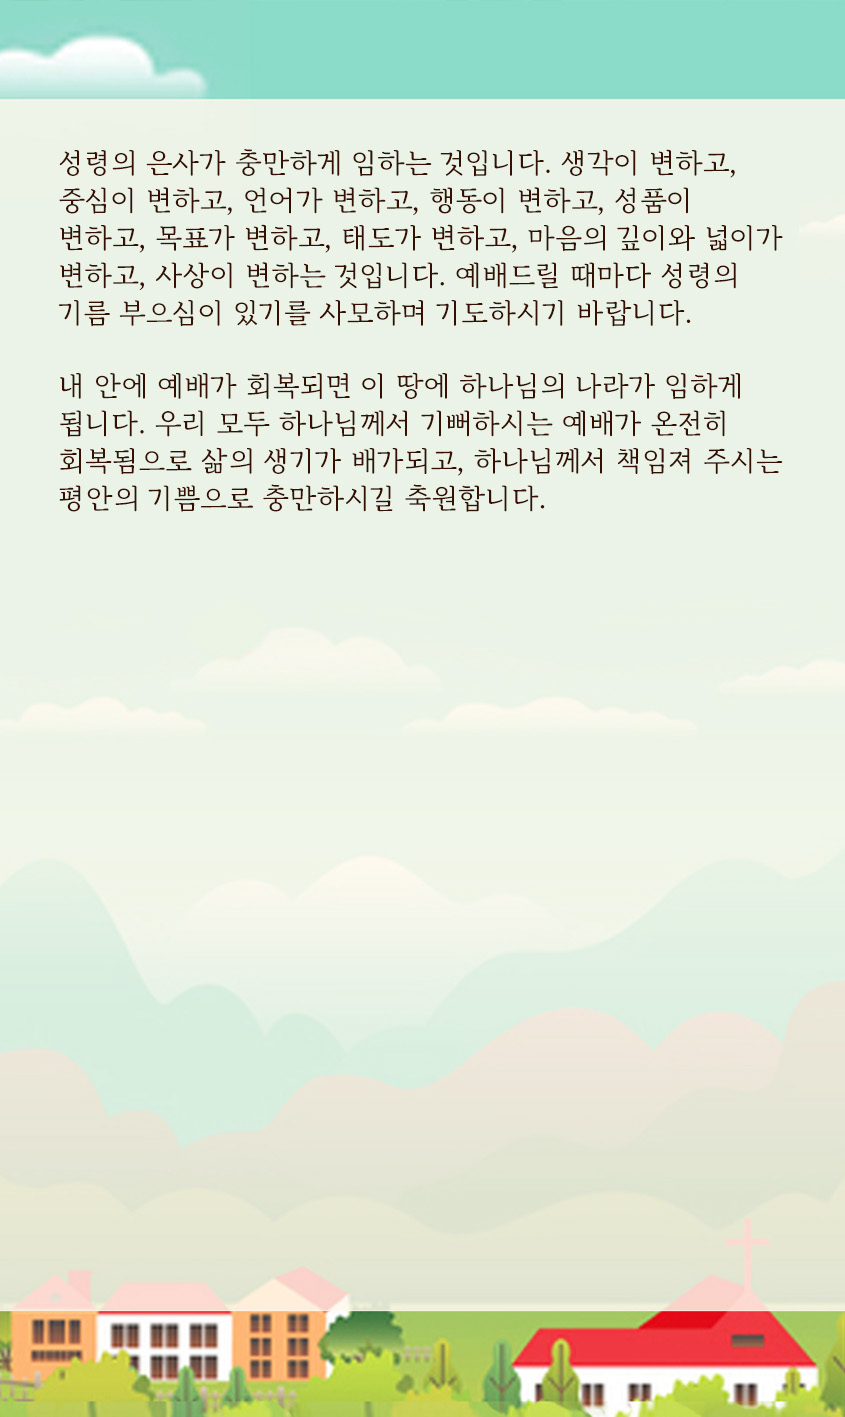 성령의 은사가 충만하게 임하는 것입니다. 생각이 변하고,
중심이 변하고, 언어가 변하고, 행동이 변하고, 성품이
변하고, 목표가 변하고, 태도가 변하고, 마음의 깊이와 넓이가
변하고, 사상이 변하는 것입니다. 예배드릴 때마다 성령의
기름 부으심이 있기를 사모하며 기도하시기 바랍니다.
내 안에 예배가 회복되면 이 땅에 하나님의 나라가 임하게
됩니다. 우리 모두 하나님께서 기뻐하시는 예배가 온전히
회복됨으로 삶의 생기가 배가되고, 하나님께서 책임져 주시는
평안의 기쁨으로 충만하시길 축원합니다.